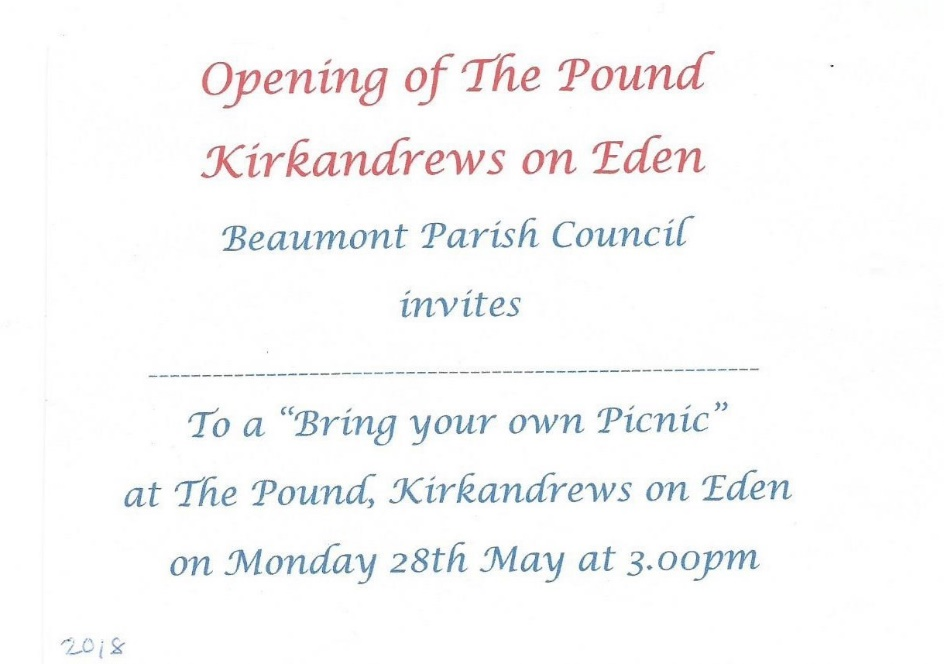 Opening of The Pound
Kirkandrews on Eden
Beaumont Parish Council
invites
--------------------------------------------------------
To a “Bring your own Picnic”
at The Pound, Kirkandrews on Eden
on Monday 28th May at 3.00pm
2018